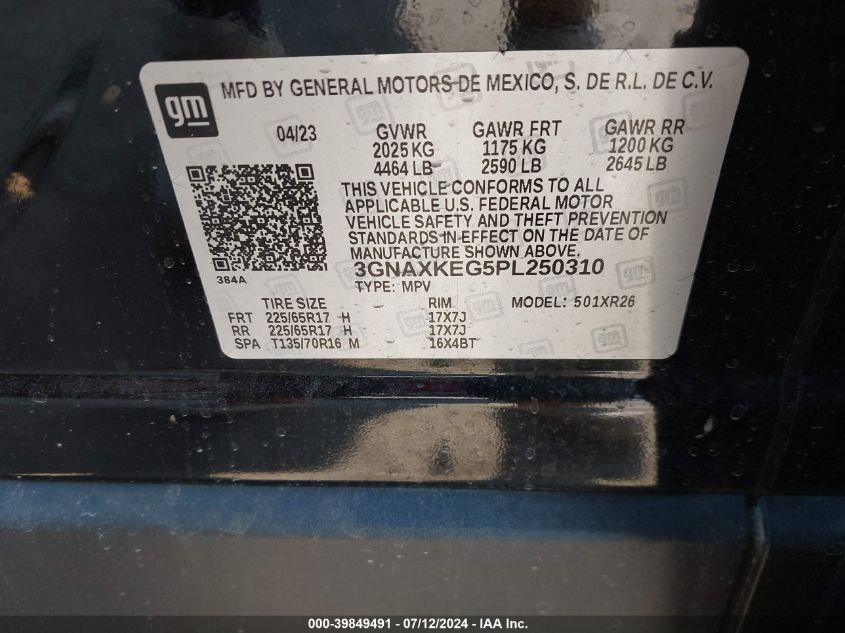 gm
MFD BY GENERAL MOTORS DE MEXICO, S. DE R.L. DE C.V.
04/23 GVWR GAWR FRT GAWR RR
2025 KG 1175 KG 1200 KG
4464 LB 2590 LB 2645 LB
THIS VEHICLE CONFORMS TO ALL
APPLICABLE U.S. FEDERAL MOTOR
VEHICLE SAFETY AND THEFT PREVENTION
STANDARDS IN EFFECT ON THE DATE OF
MANUFACTURE SHOWN ABOVE.
3GNAXKEG5PL250310
384A
TYPE: MPV
TIRE SIZE RIM MODEL: 501XR26
FRT 225/65R17 H 17X7J
RR 225/65R17 H 17X7J
SPA T135/70R16 M 16X4BT
000-39849491 - 07/12/2024 - IAA Inc.